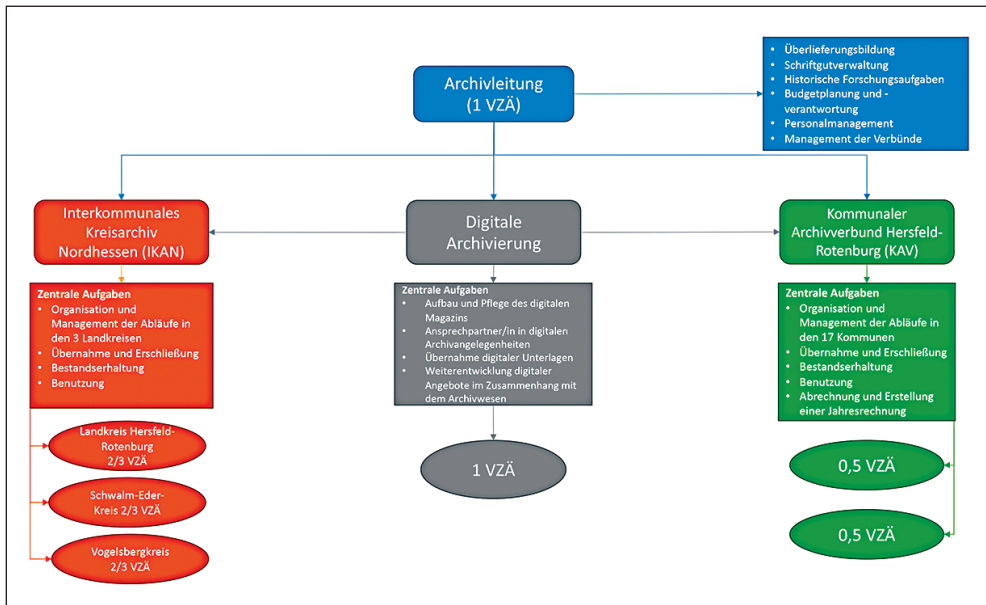 Archivleitung
(1 VZÄ)
• Überlieferungsbildung
• Schriftgutverwaltung
• Historische Forschungsaufgaben
• Budgetplanung und -
verantwortung
• Personalmanagement
• Management der Verbünde
Interkommunales
Kreisarchiv
Nordhessen (IKAN)
Zentrale Aufgaben
• Organisation und
Management der Abläufe in
den 3 Landkreisen
• Übernahme und Erschließung
• Bestandserhaltung
• Benutzung
Landkreis Hersfeld-
Rotenburg
2/3 VZÄ
Schwalm-Eder-
Kreis 2/3 VZÄ
Vogelsbergkreis
2/3 VZÄ
Digitale
Archivierung
Zentrale Aufgaben
• Aufbau und Pflege des digitalen
Magazins
• Ansprechpartner/in in digitalen
Archivangelegenheiten
• Übernahme digitaler Unterlagen
• Weiterentwicklung digitaler
Angebote im Zusammenhang mit
dem Archivwesen
1 VZÄ
Kommunaler
Archivverbund Hersfeld-
Rotenburg (KAV)
Zentrale Aufgaben
• Organisation und
Management der Abläufe in
den 17 Kommunen
• Übernahme und Erschließung
• Bestandserhaltung
• Benutzung
• Abrechnung und Erstellung
einer Jahresrechnung
0,5 VZÄ
0,5 VZÄ